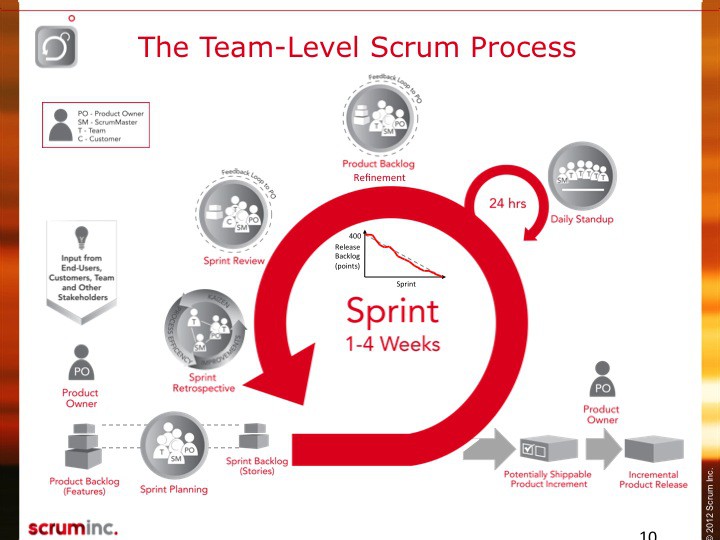 The Team-Level Scrum Process
PO - Product Owner
SM - ScrumMaster
T - Team
C - Customer
Feedback Loop to PO
T
SM
PO
Product Backlog
Refinement
24 hrs
SM
T
T
T
T
T
Daily Standup
Feedback Loop to PO
T
C
SM
PO
Sprint Review
Input from
End-Users,
Customers, Team
and Other
Stakeholders
400
Release
Backlog
(points)
Sprint
Sprint
1-4 Weeks
KAIZEN
PROCESS EFFICIENCY
IMPROVEMENTS
T
PO
SM
Sprint
Retrospective
PO
Product
Owner
PO
Product
Owner
T
SM
PO
Product Backlog
(Features)
Sprint Planning
Sprint Backlog
(Stories)
Potentially Shippable
Product Increment
Incremental
Product Release
scruminc.
10
© 2012 Scrum Inc.